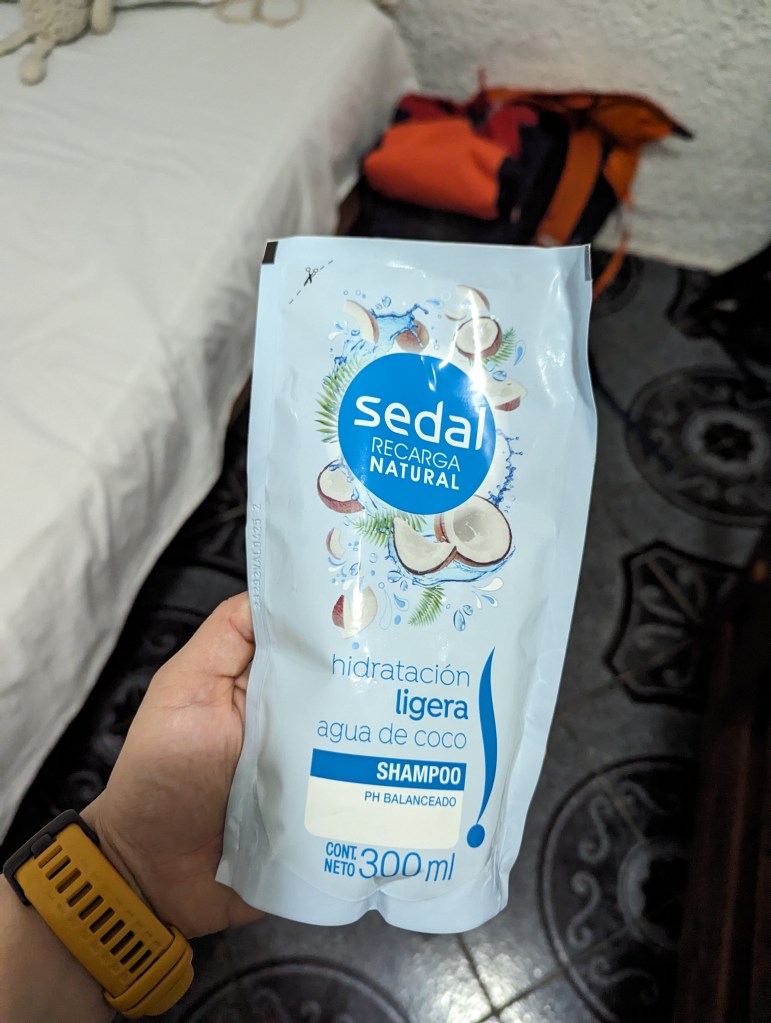 sedal
RECARGA
NATURAL
hidratación
ligera
agua de coco
SHAMPOO
PH BALANCEADO
CONT.
NETO 300 ml